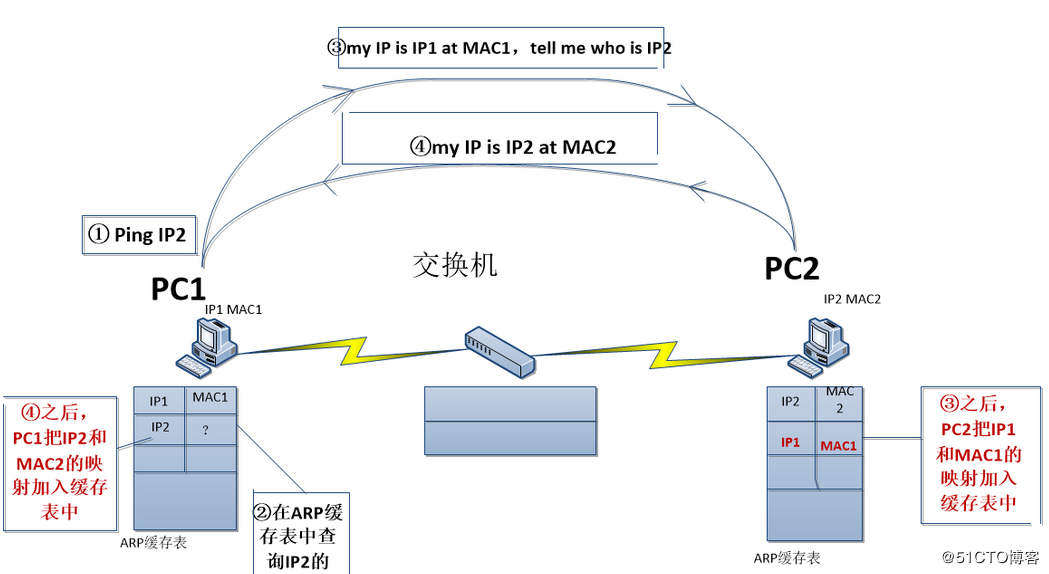 ③my IP is IP1 at MAC1，tell me who is IP2
④my IP is IP2 at MAC2
① Ping IP2
交换机
PC1
PC2
IP1 MAC1
IP2 MAC2
IP1 MAC1
IP2 ？
IP2 MAC
2
IP1 MAC1
④之后，
PC1把IP2和
MAC2的映
射加入缓存
表中
②在ARP缓
存表中查
询IP2的
③之后，
PC2把IP1
和MAC1的
映射加入
缓存表中
ARP缓存表
ARP缓存表
@51CTO博客